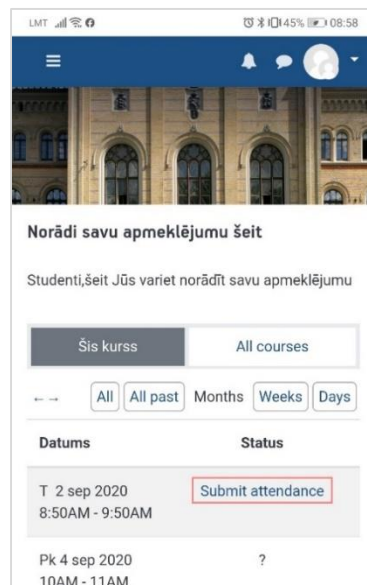 LMT 45% 08:58
Norādi savu apmeklējumu šeit
Studenti,šeit Jūs variet norādīt savu apmeklējumu
Šis kurss All courses
←→ All All past Months Weeks Days
Datums Status
T 2 sep 2020 Submit attendance
8:50AM - 9:50AM
Pk 4 sep 2020 ?
10AM - 11AM